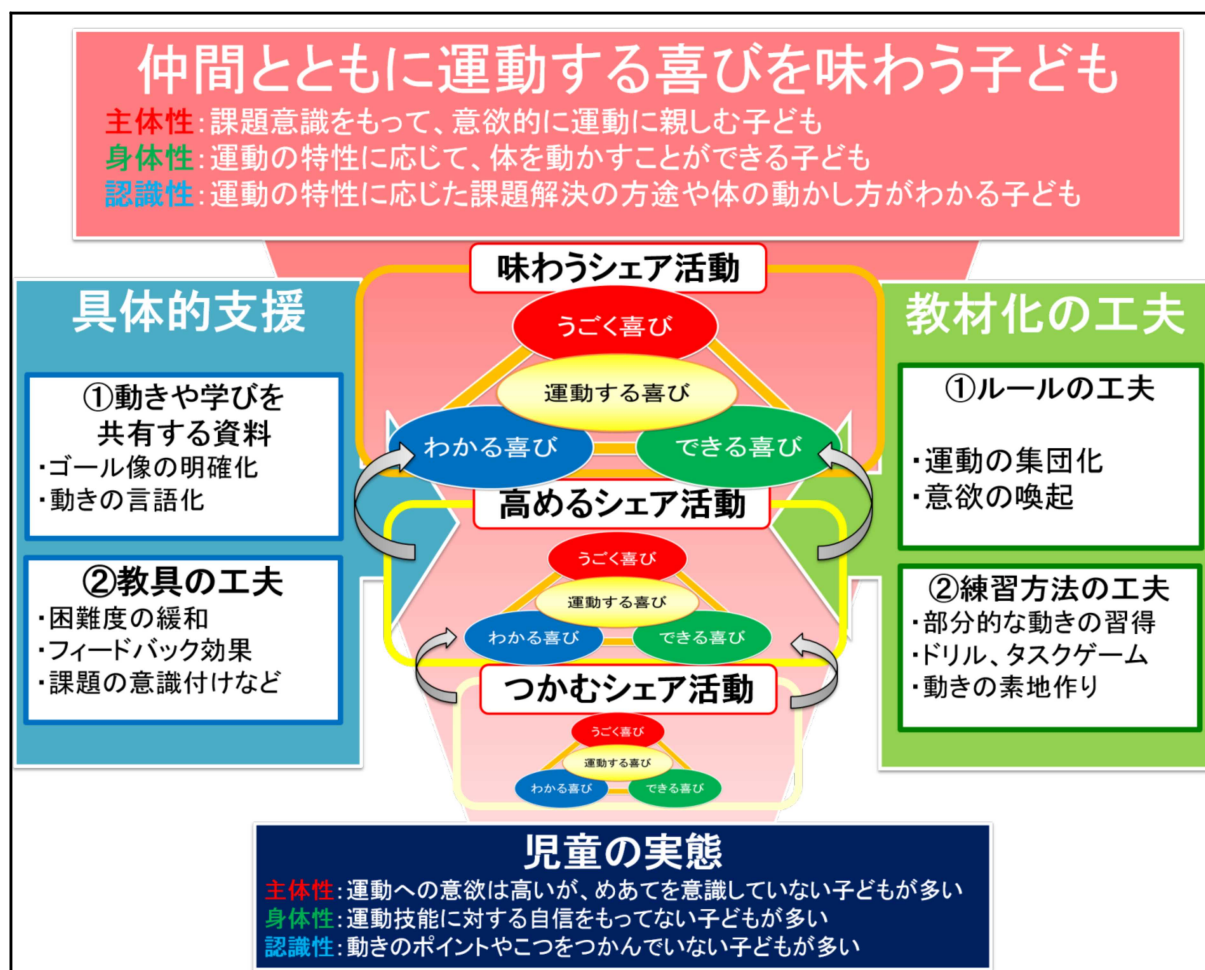 仲間とともに運動する喜びを味わう子ども
主体性:課題意識をもって、意欲的に運動に親しむ子ども
身体性:運動の特性に応じて、体を動かすことができる子ども
認識性:運動の特性に応じた課題解決の方途や体の動かし方がわかる子ども
具体的支援
①動きや学びを
共有する資料
・ゴール像の明確化
・動きの言語化
②教具の工夫
・困難度の緩和
・フィードバック効果
・課題の意識付けなど
味わうシェア活動
うごく喜び
運動する喜び
わかる喜び
できる喜び
高めるシェア活動
うごく喜び
運動する喜び
わかる喜び
できる喜び
つかむシェア活動
うごく喜び
運動する喜び
わかる喜び
できる喜び
教材化の工夫
①ルールの工夫
・運動の集団化
・意欲の喚起
②練習方法の工夫
・部分的な動きの習得
・ドリル、タスクゲーム
・動きの素地作り
児童の実態
主体性:運動への意欲は高いが、めあてを意識していない子どもが多い
身体性:運動技能に対する自信をもってない子どもが多い
認識性:動きのポイントやこつをつかんでいない子どもが多い